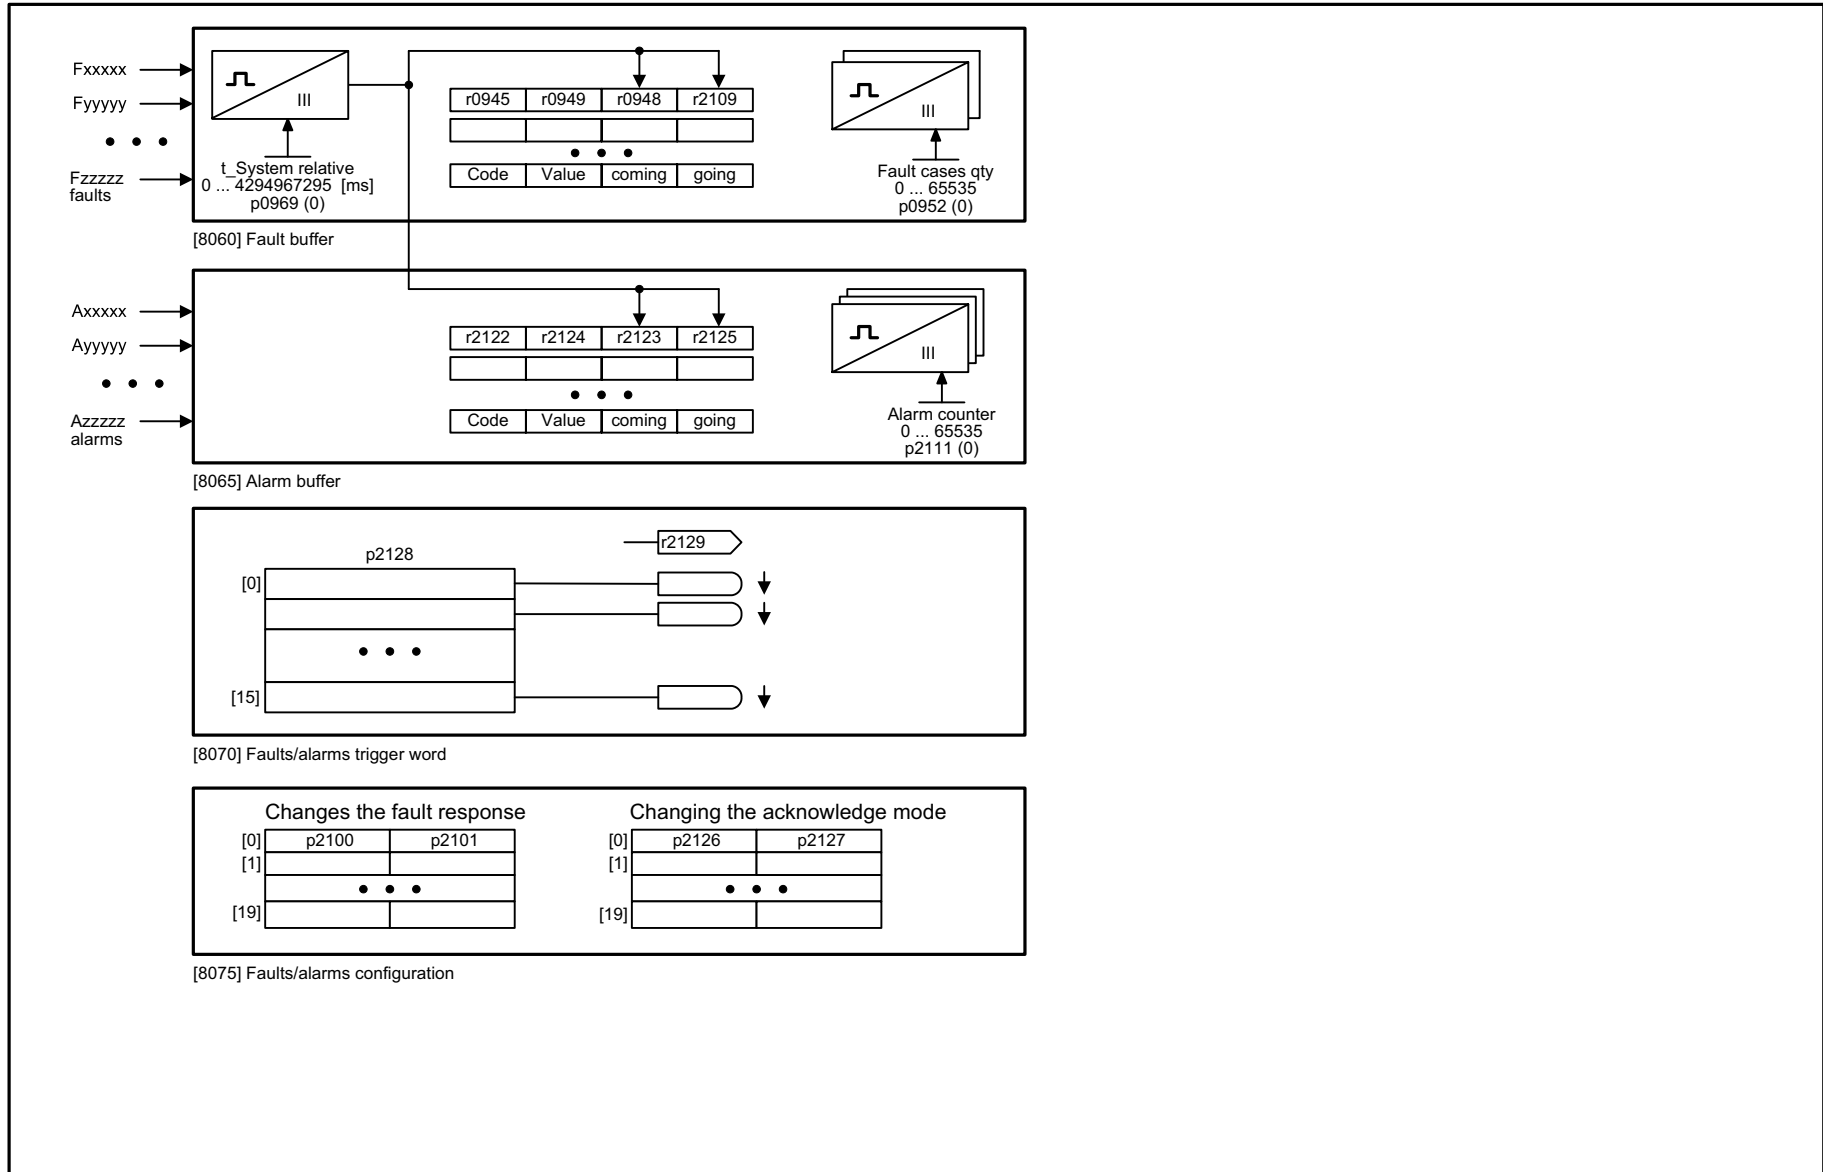 Fxxxxx
Fyyyyy
Fzzzzz
faults
III
t_System relative
0 ... 4294967295 [ms]
p0969 (0)
r0945 r0949 r0948 r2109
Code Value coming going
III
Fault cases qty
0 ... 65535
p0952 (0)
[8060] Fault buffer
Axxxxx
Ayyyyy
Azzzzz
alarms
r2122 r2124 r2123 r2125
Code Value coming going
III
Alarm counter
0 ... 65535
p2111 (0)
[8065] Alarm buffer
p2128
r2129
[0]
[15]
[8070] Faults/alarms trigger word
Changes the fault response
[0] p2100 p2101
[1]
[19]
Changing the acknowledge mode
[0] p2126 p2127
[1]
[19]
[8075] Faults/alarms configuration